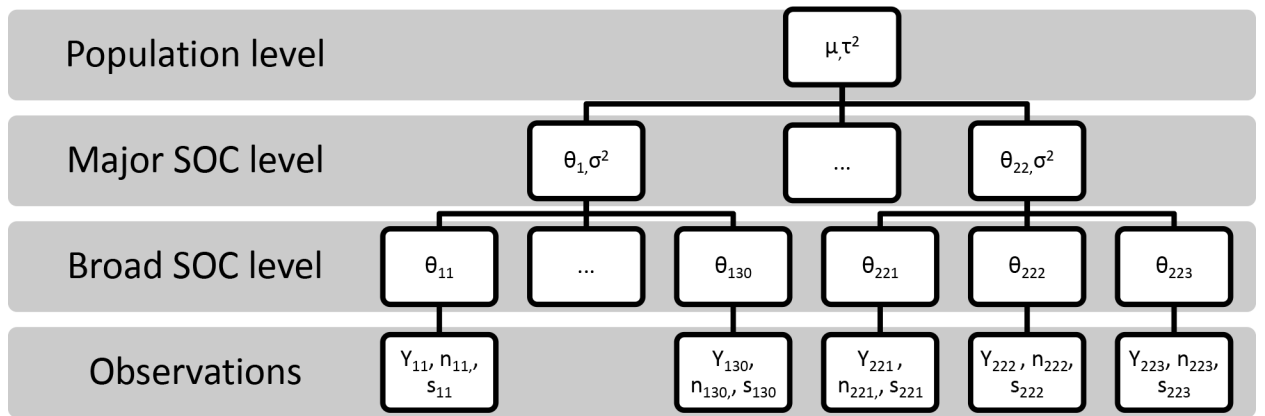 Population level
μ,τ²
Major SOC level
θ₁,σ²
...
θ₂₂,σ²
Broad SOC level
θ₁₁
...
θ₁₃₀
θ₂₂₁
θ₂₂₂
θ₂₂₃
Observations
Y₁₁, n₁₁,,
s₁₁
Y₁₃₀,
n₁₃₀,, s₁₃₀
Y₂₂₁ ,
n₂₂₁,, s₂₂₁
Y₂₂₂ , n₂₂₂,
s₂₂₂
Y₂₂₃, n₂₂₃,
s₂₂₃